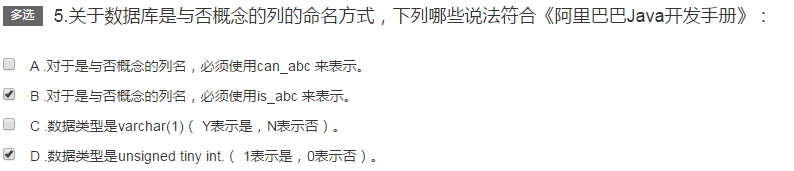 多选 5.关于数据库是与否概念的列的命名方式，下列哪些说法符合《阿里巴巴Java开发手册》：
A .对于是与否概念的列名，必须使用can_abc 来表示。
B .对于是与否概念的列名，必须使用is_abc 来表示。
C .数据类型是varchar(1)（ Y表示是，N表示否）。
D .数据类型是unsigned tiny int.（ 1表示是，0表示否）。